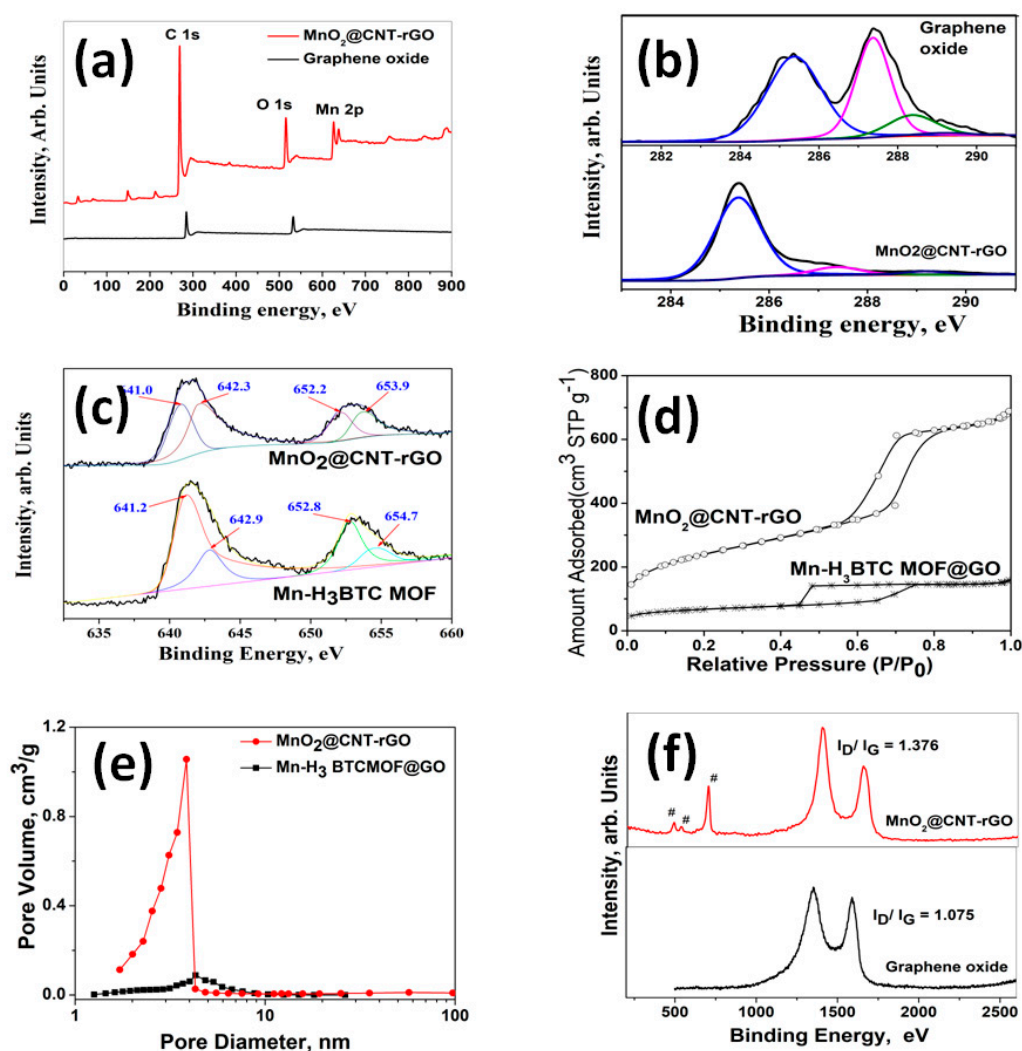 (a)
C 1s
MnO2@CNT-rGO
Graphene oxide
O 1s
Mn 2p
Intensity, Arb. Units
0 100 200 300 400 500 600 700 800 900
Binding energy, eV
(b)
Graphene
oxide
282 284 286 288 290
MnO2@CNT-rGO
Intensity, arb. Units
284 286 288 290
Binding energy, eV
(c)
642.3
652.2
653.9
MnO2@CNT-rGO
641.2
642.9
652.8
654.7
Mn-H3BTC MOF
Intensity, arb. Units
635 640 645 650 655 660
Binding Energy, eV
(d)
800
600
400
200
0
Amount Adsorbed(cm3 STP g-1)
MnO2@CNT-rGO
Mn-H3BTC MOF@GO
0.0 0.2 0.4 0.6 0.8 1.0
Relative Pressure (P/P0)
(e)
MnO2@CNT-rGO
Mn-H3 BTCMOF@GO
1.2
0.8
0.4
0.0
Pore Volume, cm3/g
1 10 100
Pore Diameter, nm
(f)
ID/ IG = 1.376
# # #
MnO2@CNT-rGO
ID/ IG = 1.075
Graphene oxide
Intensity, arb. Units
500 1000 1500 2000 2500
Binding Energy, eV